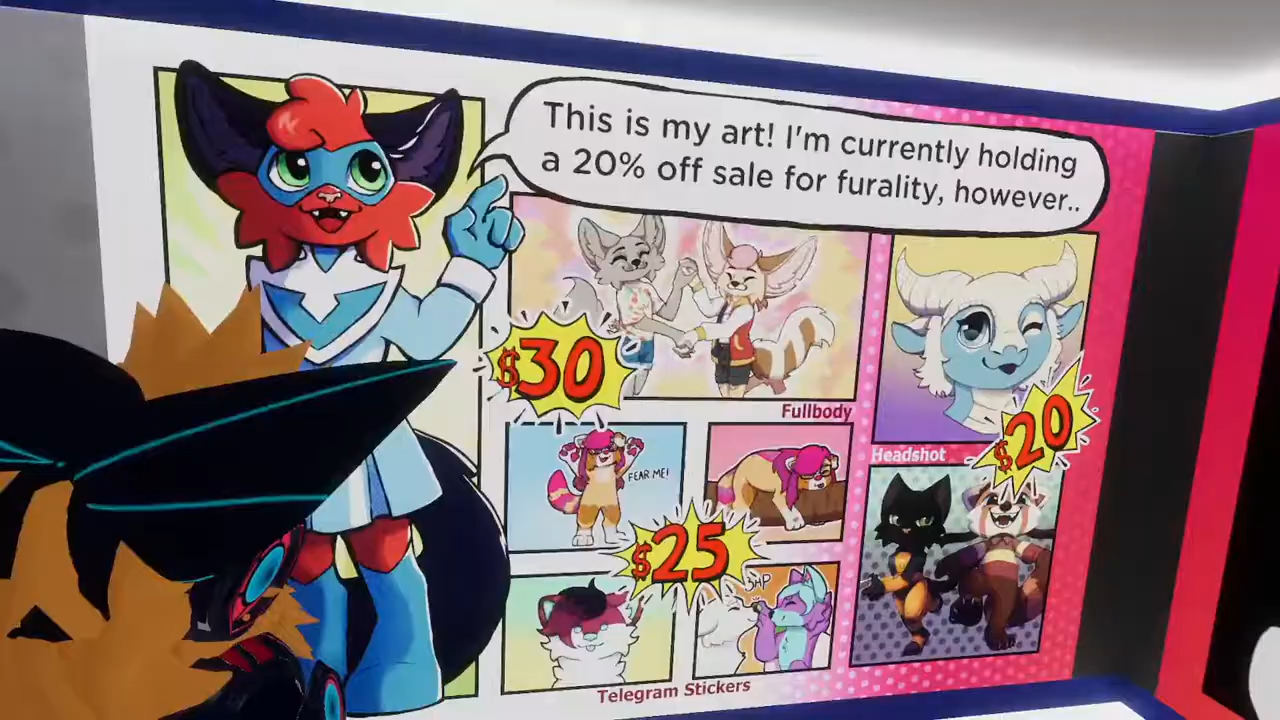 This is my art! I'm currently holding
a 20% off sale for furality, however..
$30
Fullbody
$20
Headshot
FEAR ME!
$25
Telegram Stickers